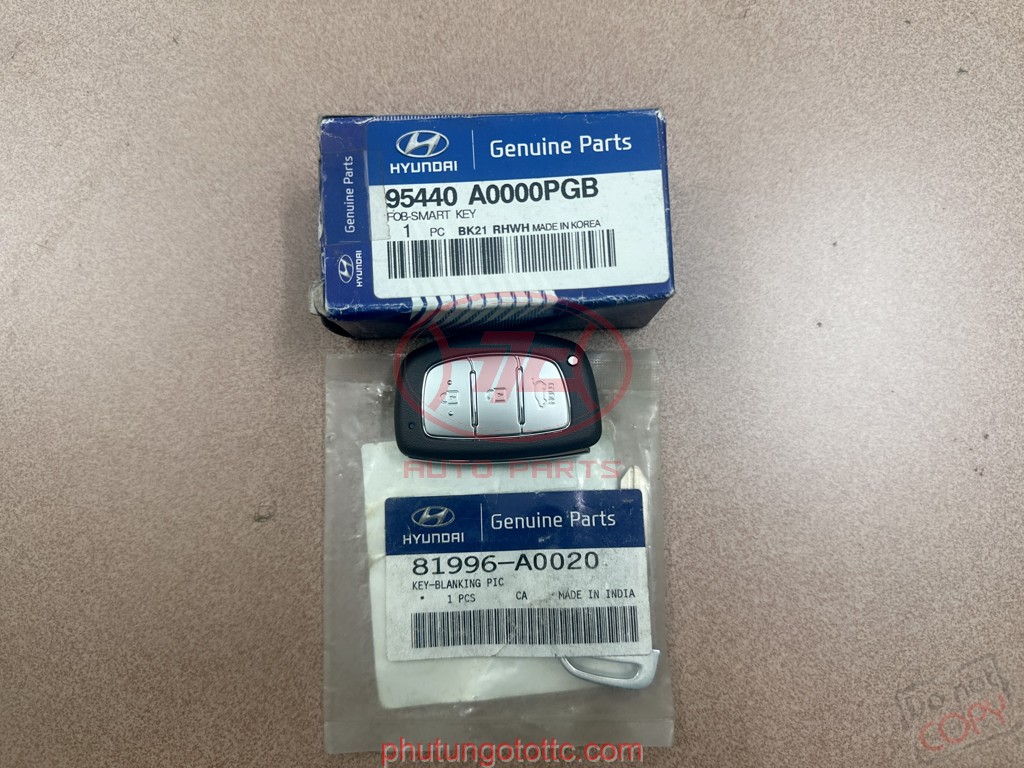 HYUNDAI
Genuine Parts
95440 A0000PGB
FOB-SMART KEY
1 PC BK21 RHWH MADE IN KOREA
Genuine Parts
HYUNDAI
AUTO PARTS
HYUNDAI
Genuine Parts
81996-A0020
KEY-BLANKING PIC
* 1 PCS CA MADE IN INDIA
phutungototтc.com
Do not
COPY